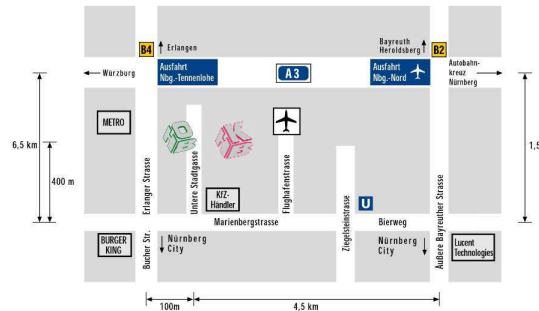 B4
Erlangen
Bayreuth
Heroldsberg
B2
Würzburg
Ausfahrt
Nbg.-Tennenlohe
A3
Ausfahrt
Nbg.-Nord
Autobahn-
kreuz
Nürnberg
METRO
6,5 km
400 m
1,5
Erlanger Strasse
Untere Stadtgasse
KfZ-
Händler
Flughafenstrasse
Ziegelsteinstrasse
U
Äußere Bayreuther Strasse
Marienbergstrasse
Bierweg
BURGER
KING
Bucher Str.
Nürnberg
City
Nürnberg
City
Lucent
Technologies
100m
4,5 km